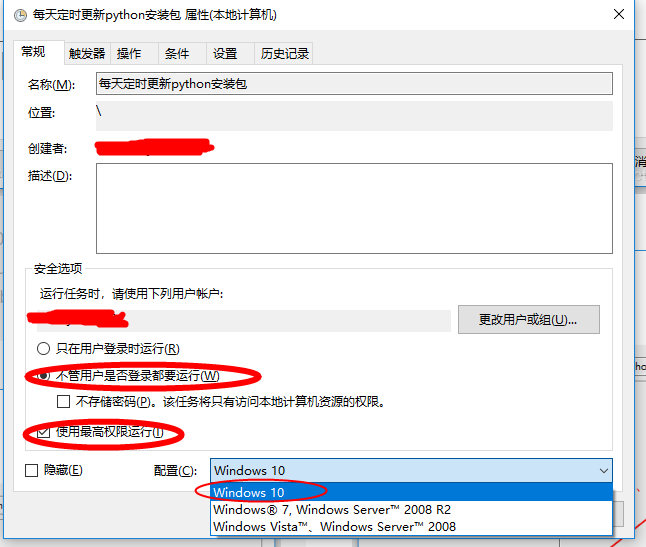 每天定时更新python安装包 属性(本地计算机)
常规 触发器 操作 条件 设置 历史记录
名称(M): 每天定时更新python安装包
位置: \
创建者:
描述(D):
安全选项
运行任务时，请使用下列用户帐户:
更改用户或组(U)...
只在用户登录时运行(R)
不管用户是否登录都要运行(W)
不存储密码(P)。该任务将只有访问本地计算机资源的权限。
使用最高权限运行(I)
隐藏(E) 配置(C): Windows 10
Windows 10
Windows® 7, Windows Server™ 2008 R2
Windows Vista™、Windows Server™ 2008
消